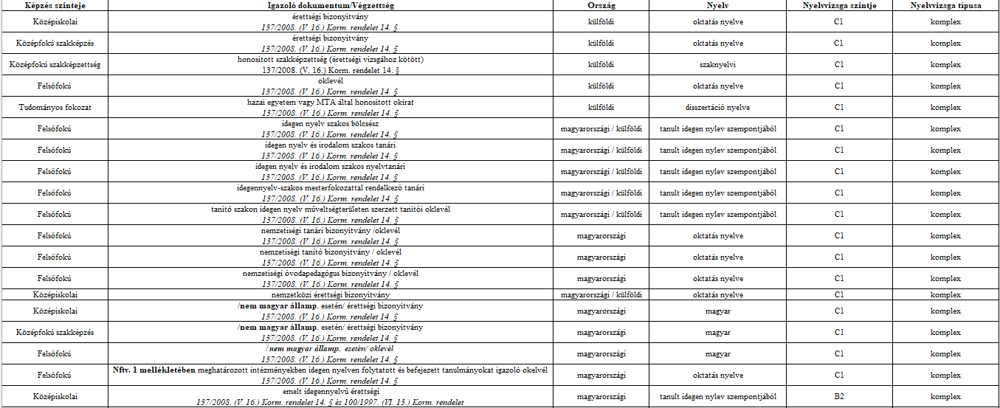 Képzés szinteje Igazoló dokumentum/Végzettség Ország Nyelv Nyelvvizsga szintje Nyelvvizsga típusa
érettségi bizonyítvány
Középiskolai külföldi oktatás nyelve C1 komplex
137/2008. (V. 16.) Korm. rendelet 14. §
érettségi bizonyítvány
Középfokú szakképzés külföldi oktatás nyelve C1 komplex
137/2008. (V. 16.) Korm. rendelet 14. §
honosított szakképzettség (érettségi vizsgához kötött)
Középfokú szakképzettség külföldi szaknyelvi C1 komplex
137/2008. (V. 16.) Korm. rendelet 14. §
oklevél
Felsőfokú külföldi oktatás nyelve C1 komplex
137/2008. (V. 16.) Korm. rendelet 14. §
hazai egyetem vagy MTA által honosított okirat
Tudományos fokozat külföldi disszertáció nyelve C1 komplex
137/2008. (V. 16.) Korm. rendelet 14. §
idegen nyelv szakos bölcsész
Felsőfokú magyarországi / külföldi tanult idegen nylev szempontjából C1 komplex
137/2008. (V. 16.) Korm. rendelet 14. §
idegen nyelv és irodalom szakos tanári
Felsőfokú magyarországi / külföldi tanult idegen nylev szempontjából C1 komplex
137/2008. (V. 16.) Korm. rendelet 14. §
idegen nyelv és irodalom szakos nyelvtanári
Felsőfokú magyarországi / külföldi tanult idegen nylev szempontjából C1 komplex
137/2008. (V. 16.) Korm. rendelet 14. §
idegennyelv-szakos mesterfokozattal rendelkező tanári
Felsőfokú magyarországi / külföldi tanult idegen nylev szempontjából C1 komplex
137/2008. (V. 16.) Korm. rendelet 14. §
tanító szakon idegen nyelv műveltségterületen szerzett tanítói oklevél
Felsőfokú magyarországi / külföldi tanult idegen nylev szempontjából C1 komplex
137/2008. (V. 16.) Korm. rendelet 14. §
nemzetiségi tanári bizonyítvány /oklevél
Felsőfokú magyarországi oktatás nyelve C1 komplex
137/2008. (V. 16.) Korm. rendelet 14. §
nemzetiségi tanító bizonyítvány / oklevél
Felsőfokú magyarországi oktatás nyelve C1 komplex
137/2008. (V. 16.) Korm. rendelet 14. §
nemzetiségi óvodapedagógus bizonyítvány / oklevél
Felsőfokú magyarországi oktatás nyelve C1 komplex
137/2008. (V. 16.) Korm. rendelet 14. §
Középiskolai nemzetközi érettségi bizonyítvány magyarországi / külföldi oktatás nyelve C1 komplex
/nem magyar államp. esetén/ érettségi bizonyítvány
Középiskolai magyarországi magyar C1 komplex
137/2008. (V. 16.) Korm. rendelet 14. §
/nem magyar államp. esetén/ érettségi bizonyítvány
Középfokú szakképzés magyarországi magyar C1 komplex
137/2008. (V. 16.) Korm. rendelet 14. §
/nem magyar államp. esetén/ oklevél
Felsőfokú magyarországi magyar C1 komplex
137/2008. (V. 16.) Korm. rendelet 14. §
Nftv. 1 mellékletében meghatározott intézményekben idegen nyelven folytatott és befejezett tanulmányokat igazoló okelvél
Felsőfokú magyarországi oktatás nyelve C1 komplex
137/2008. (V. 16.) Korm. rendelet 14. §
emelt idegennyelvű érettségi
Középiskolai magyarországi tanult idegen nylev szempontjából B2 komplex
137/2008. (V. 16.) Korm. rendelet 14. § és 100/1997. (VI. 13.) Korm. rendelet